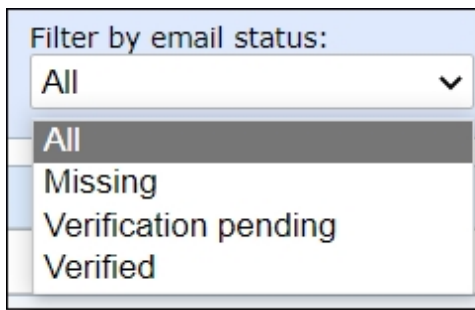 Filter by email status:
All
All
Missing
Verification pending
Verified